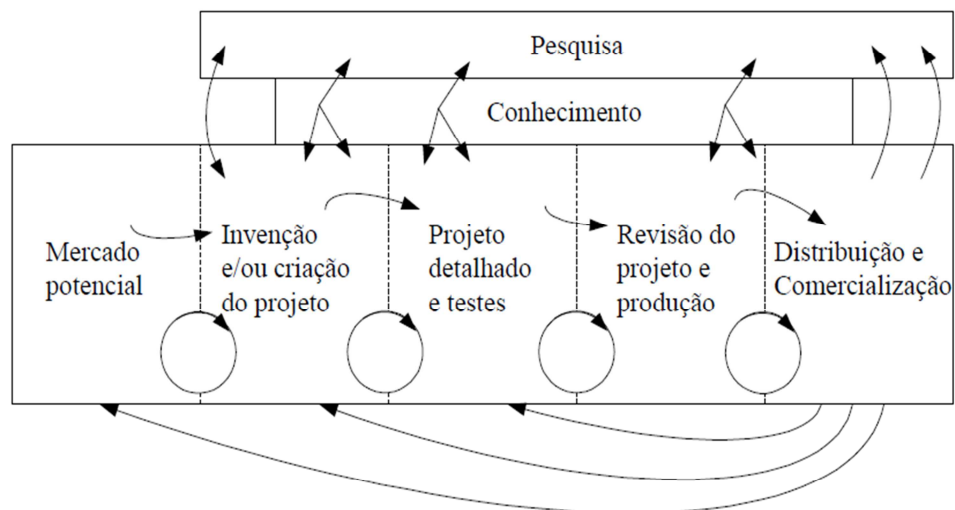 Pesquisa
Conhecimento
Mercado
potencial
Invenção
e/ou criação
do projeto
Projeto
detalhado
e testes
Revisão do
projeto e
produção
Distribuição e
Comercialização